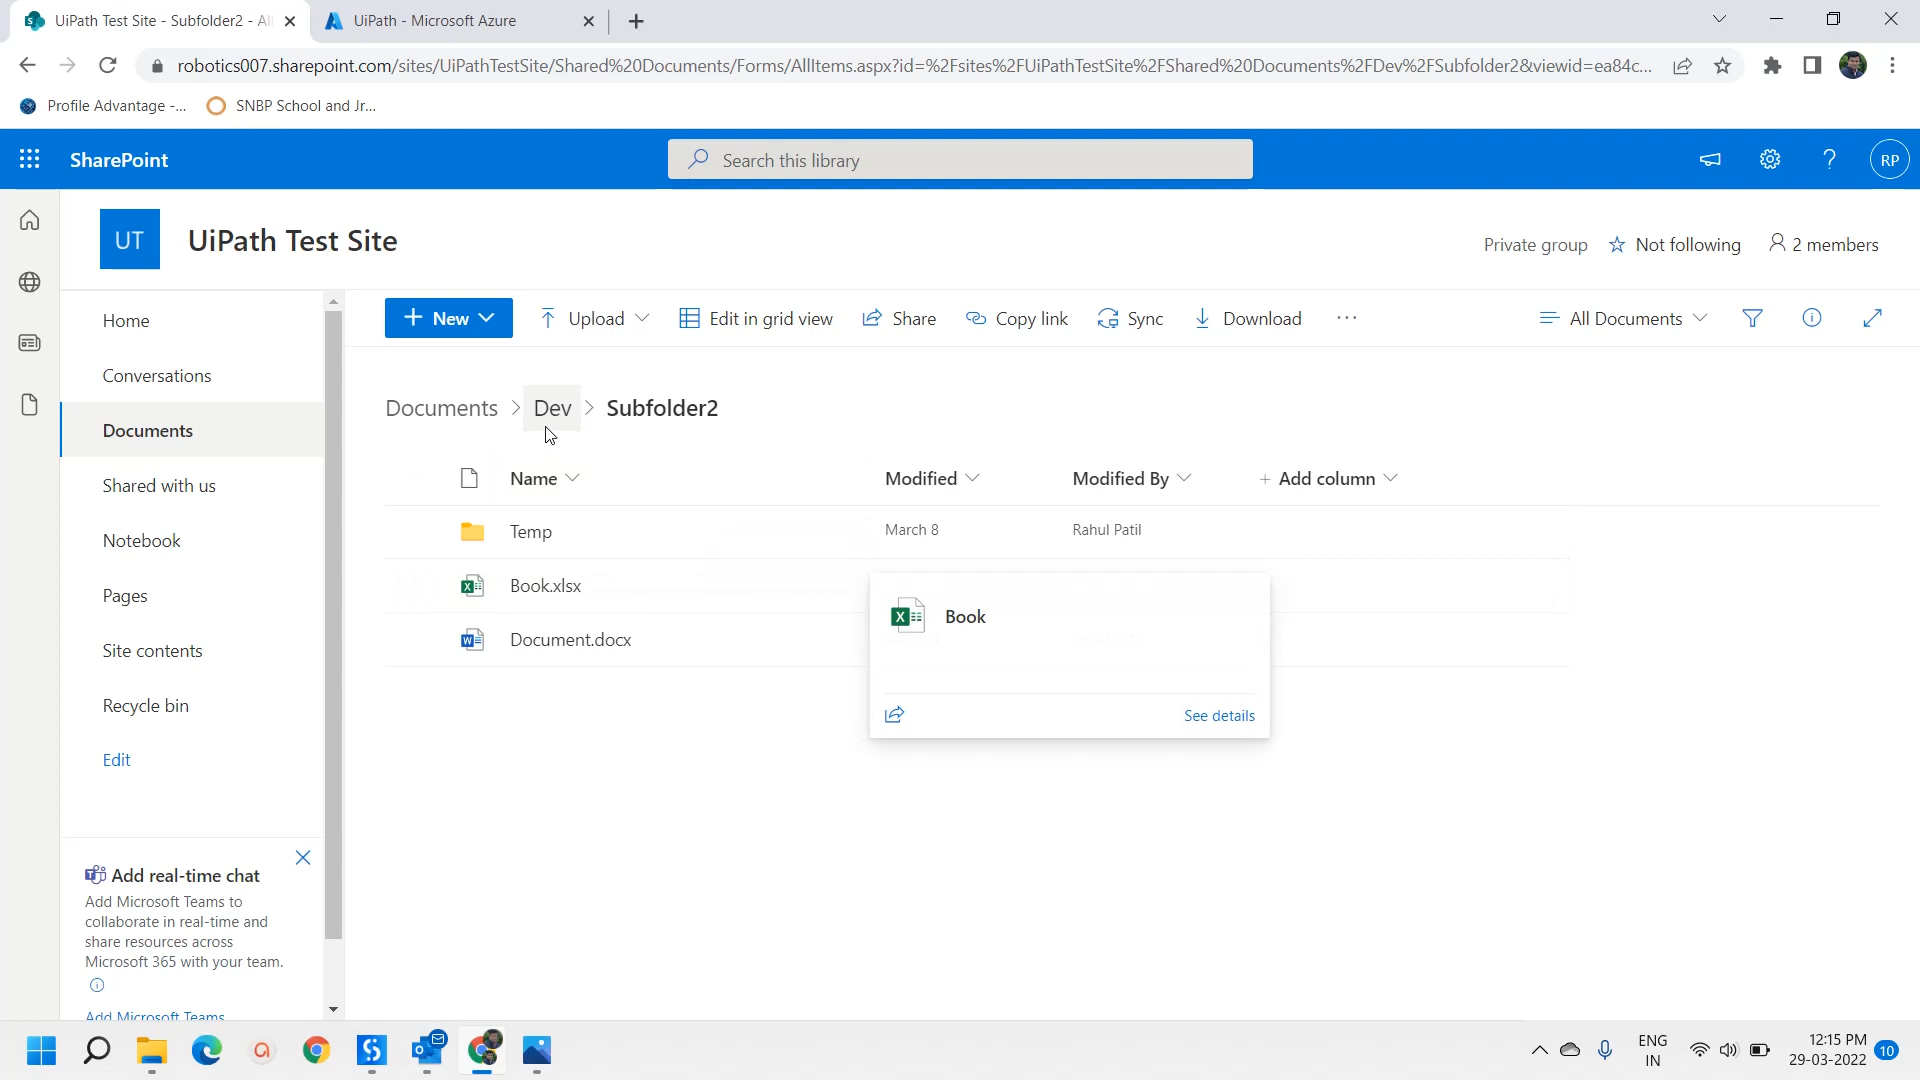 UiPath Test Site - Subfolder2 - All
UiPath - Microsoft Azure
robotics007.sharepoint.com/sites/UiPathTestSite/Shared%20Documents/Forms/AllItems.aspx?id=%2Fsites%2FUiPathTestSite%2FShared%20Documents%2FDev%2FSubfolder2&viewid=ea84c...
Profile Advantage -...
SNBP School and Jr...
SharePoint
Search this library
?
RP
UT
UiPath Test Site
Private group
Not following
2 members
Home
Conversations
Documents
Shared with us
Notebook
Pages
Site contents
Recycle bin
Edit
+ New
Upload
Edit in grid view
Share
Copy link
Sync
Download
...
All Documents
Documents > Dev > Subfolder2
Name
Modified
Modified By
+ Add column
Temp
March 8
Rahul Patil
Book.xlsx
Document.docx
Book
See details
Add real-time chat
Add Microsoft Teams to
collaborate in real-time and
share resources across
Microsoft 365 with your team.
Add Microsoft Teams
ENG
IN
12:15 PM
29-03-2022
10